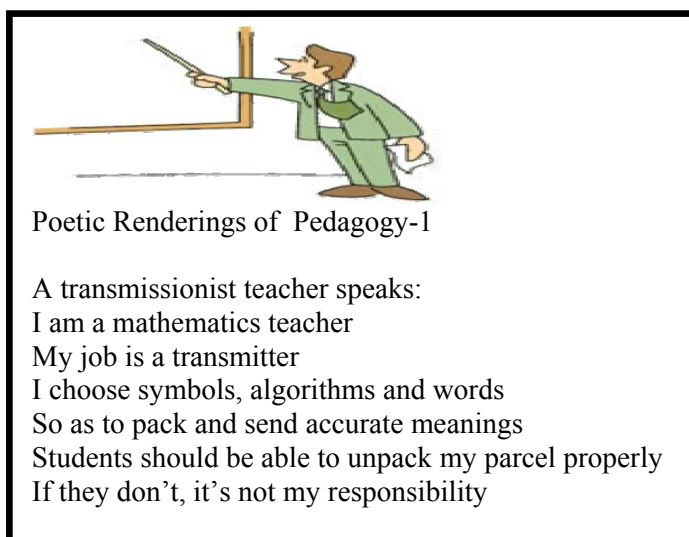 Poetic Renderings of Pedagogy-1
A transmissionist teacher speaks:
I am a mathematics teacher
My job is a transmitter
I choose symbols, algorithms and words
So as to pack and send accurate meanings
Students should be able to unpack my parcel properly
If they don’t, it’s not my responsibility